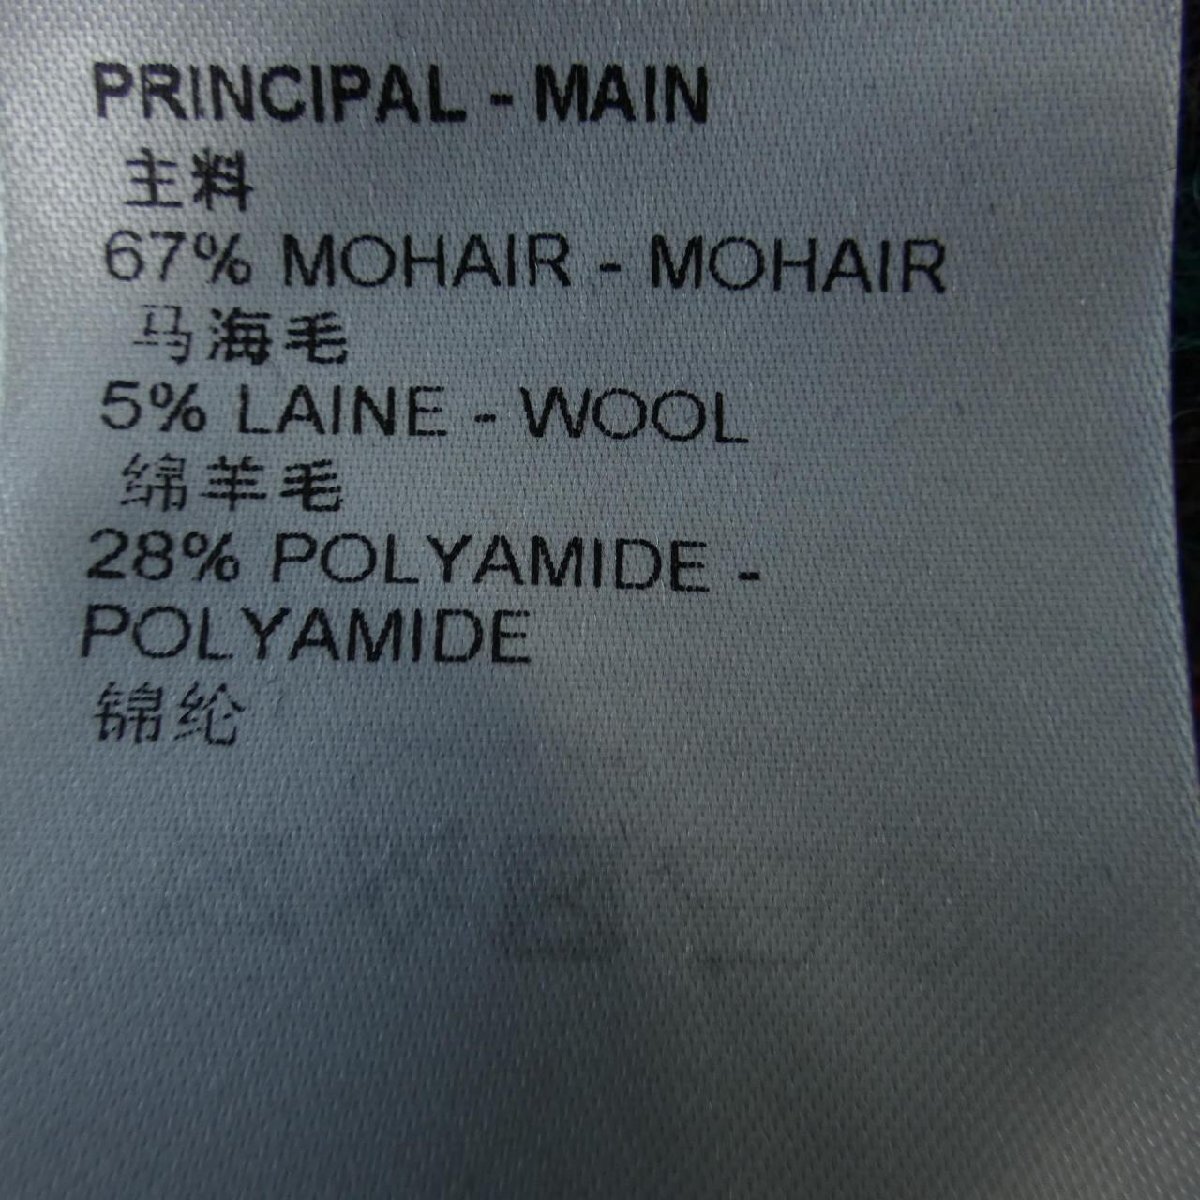 PRINCIPAL - MAIN
主料
67% MOHAIR - MOHAIR
马海毛
5% LAINE - WOOL
绵羊毛
28% POLYAMIDE -
POLYAMIDE
锦纶